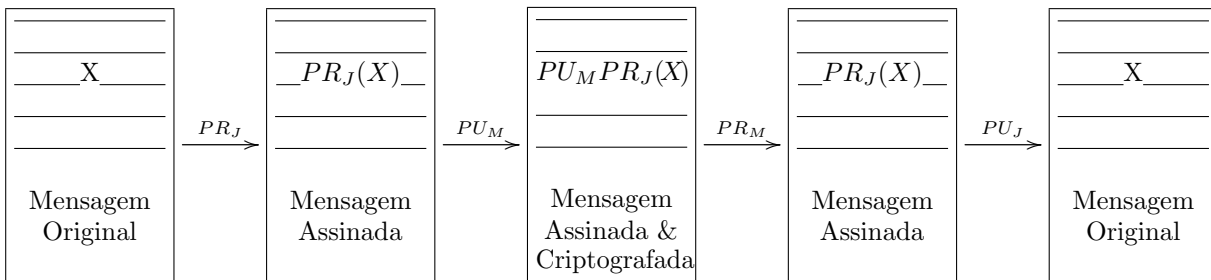 X
Mensagem
Original
PR_J
PR_J(X)
Mensagem
Assinada
PU_M
PU_M PR_J(X)
Mensagem
Assinada &
Criptografada
PR_M
PR_J(X)
Mensagem
Assinada
PU_J
X
Mensagem
Original